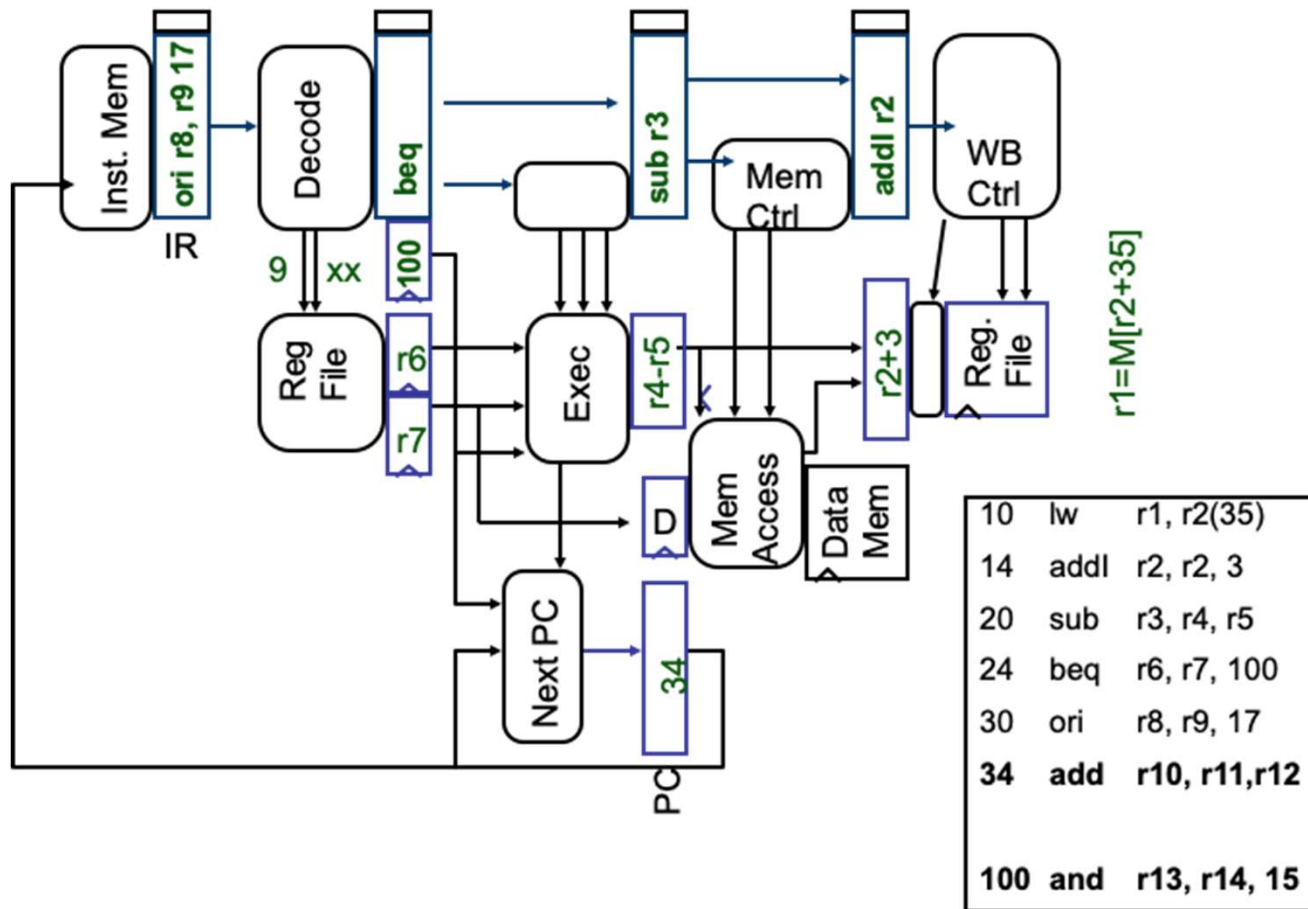 Inst. Mem
ori r8, r9 17
IR
Decode
9
xx
beq
100
Reg
File
r6
r7
Exec
sub r3
r4-r5
Mem
Ctrl
addI r2
r2+3
WB
Ctrl
Reg.
File
r1=M[r2+35]
D
Mem
Access
Data
Mem
Next PC
34
PC
10 lw r1, r2(35)
14 addI r2, r2, 3
20 sub r3, r4, r5
24 beq r6, r7, 100
30 ori r8, r9, 17
34 add r10, r11,r12
100 and r13, r14, 15